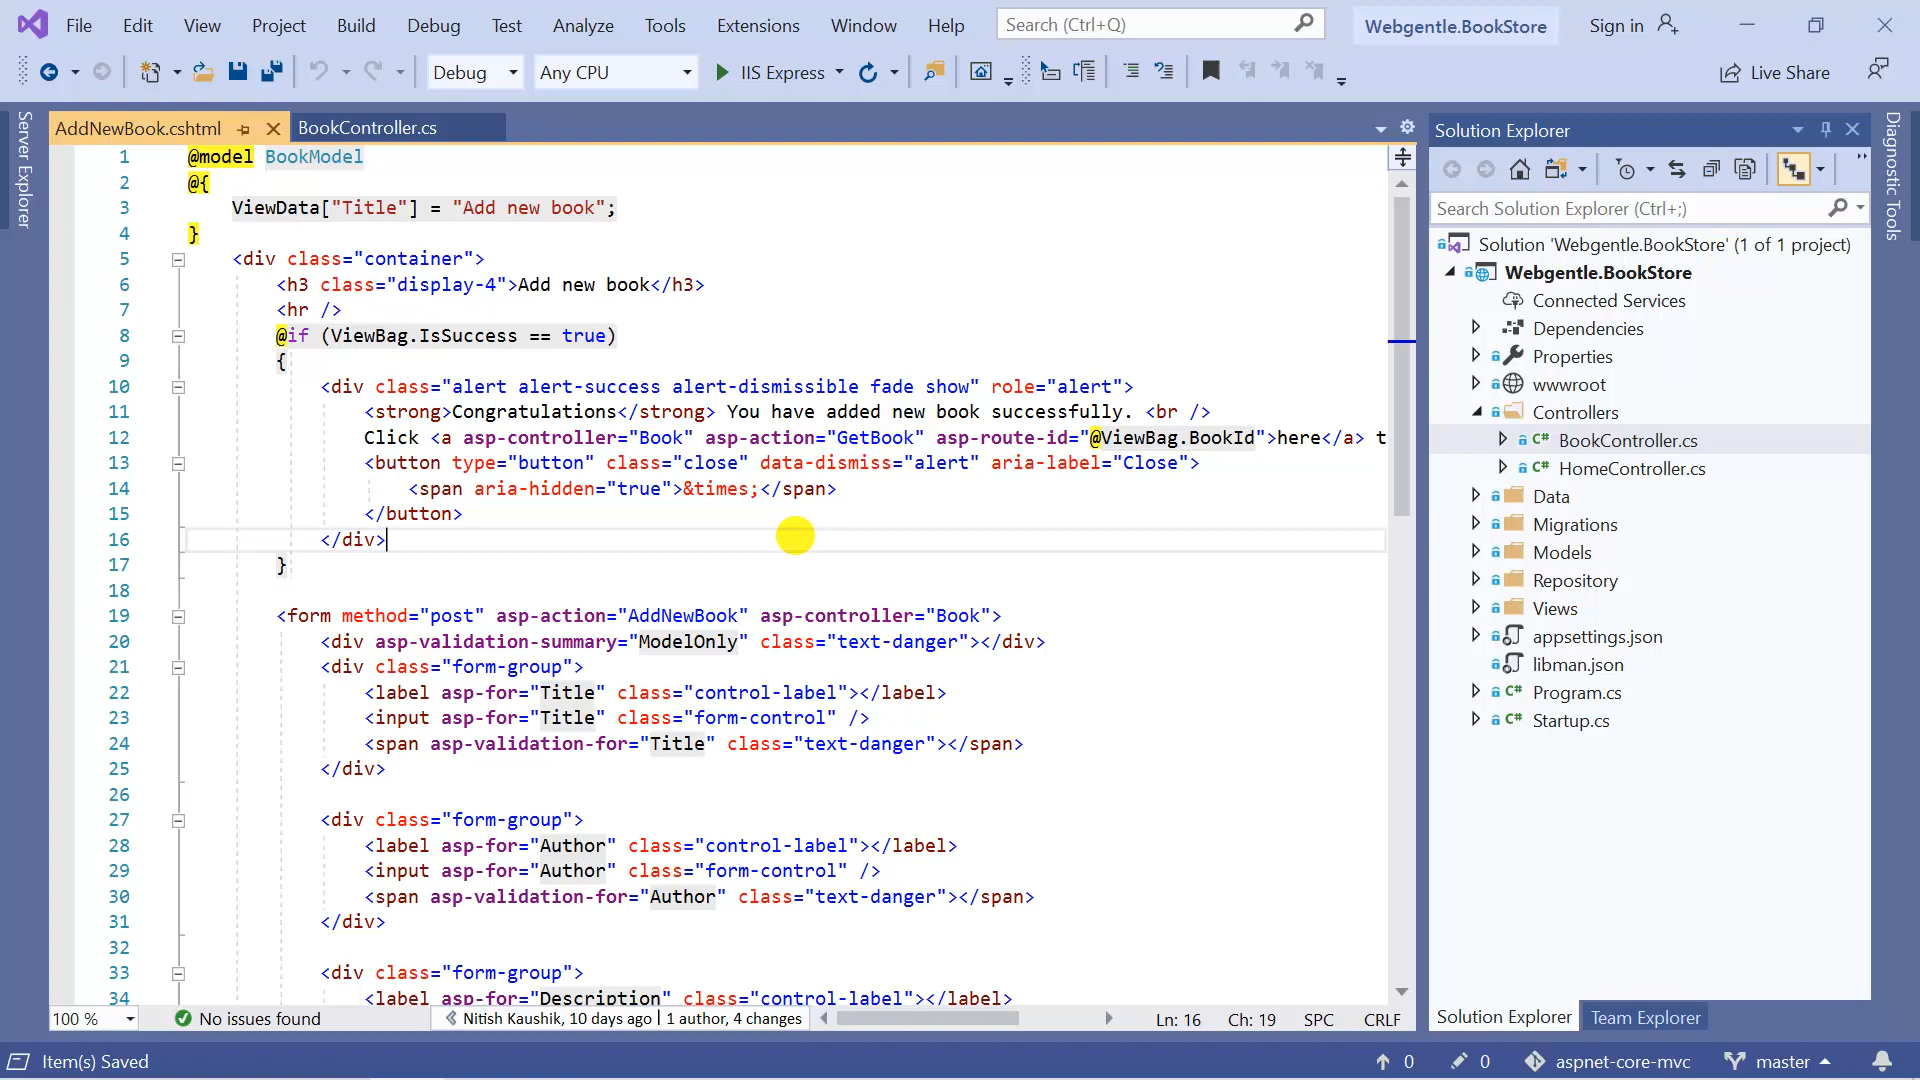 File Edit View Project Build Debug Test Analyze Tools Extensions Window Help Search (Ctrl+Q) Webgentle.BookStore Sign in
Debug Any CPU IIS Express Live Share
Server Explorer
AddNewBook.cshtml BookController.cs
1 @model BookModel
2 @{
3 ViewData["Title"] = "Add new book";
4 }
5 <div class="container">
6 <h3 class="display-4">Add new book</h3>
7 <hr />
8 @if (ViewBag.IsSuccess == true)
9 {
10 <div class="alert alert-success alert-dismissible fade show" role="alert">
11 <strong>Congratulations</strong> You have added new book successfully. <br />
12 Click <a asp-controller="Book" asp-action="GetBook" asp-route-id="@ViewBag.BookId">here</a> t
13 <button type="button" class="close" data-dismiss="alert" aria-label="Close">
14 <span aria-hidden="true">&times;</span>
15 </button>
16 </div>
17 }
18
19 <form method="post" asp-action="AddNewBook" asp-controller="Book">
20 <div asp-validation-summary="ModelOnly" class="text-danger"></div>
21 <div class="form-group">
22 <label asp-for="Title" class="control-label"></label>
23 <input asp-for="Title" class="form-control" />
24 <span asp-validation-for="Title" class="text-danger"></span>
25 </div>
26
27 <div class="form-group">
28 <label asp-for="Author" class="control-label"></label>
29 <input asp-for="Author" class="form-control" />
30 <span asp-validation-for="Author" class="text-danger"></span>
31 </div>
32
33 <div class="form-group">
34 <label asp-for="Description" class="control-label"></label>
100 % No issues found Nitish Kaushik, 10 days ago | 1 author, 4 changes Ln: 16 Ch: 19 SPC CRLF
Solution Explorer
Search Solution Explorer (Ctrl+;)
Solution 'Webgentle.BookStore' (1 of 1 project)
Webgentle.BookStore
Connected Services
Dependencies
Properties
wwwroot
Controllers
C# BookController.cs
C# HomeController.cs
Data
Migrations
Models
Repository
Views
appsettings.json
libman.json
C# Program.cs
C# Startup.cs
Solution Explorer Team Explorer
Diagnostic Tools
Item(s) Saved 0 0 aspnet-core-mvc master